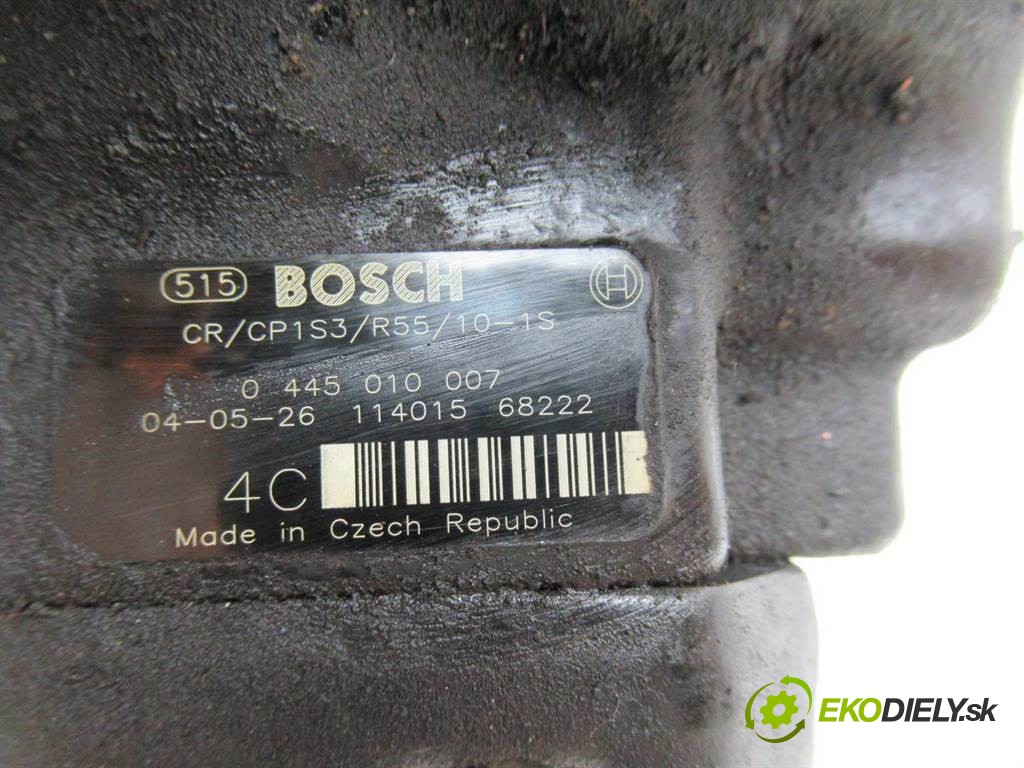 515 BOSCH
CR/CP1S3/R55/10-1S
0 445 010 007
04-05-26 114015 68222
4C
Made in Czech Republic
EKODIELY.sk